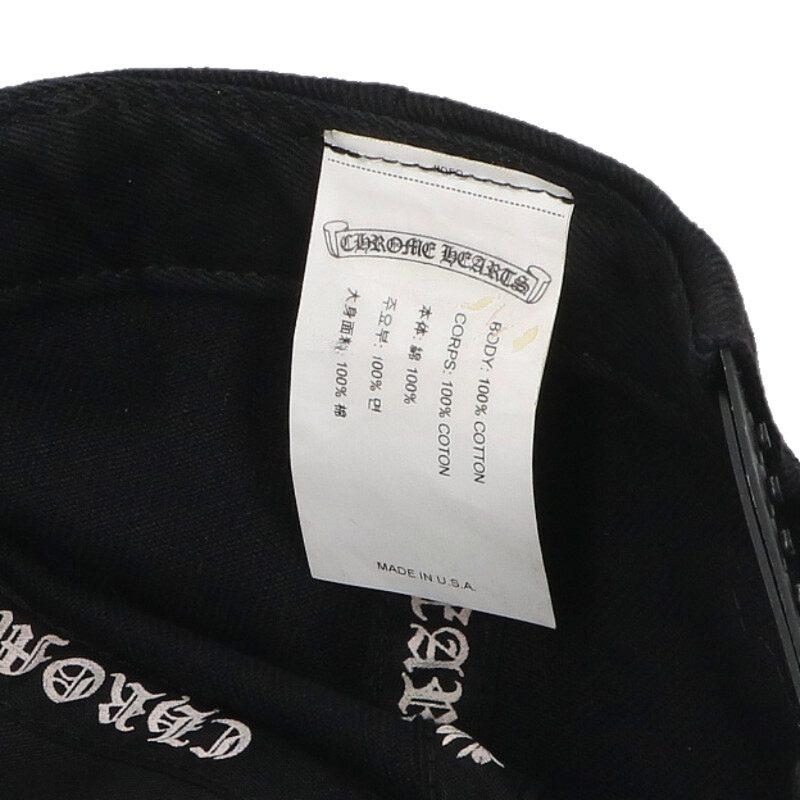 CHROME HEARTS
BODY: 100% COTTON
CORPS: 100% COTON
本体: 綿 100%
주요부: 100% 면
大身面料: 100% 棉
MADE IN U.S.A.
CHROM